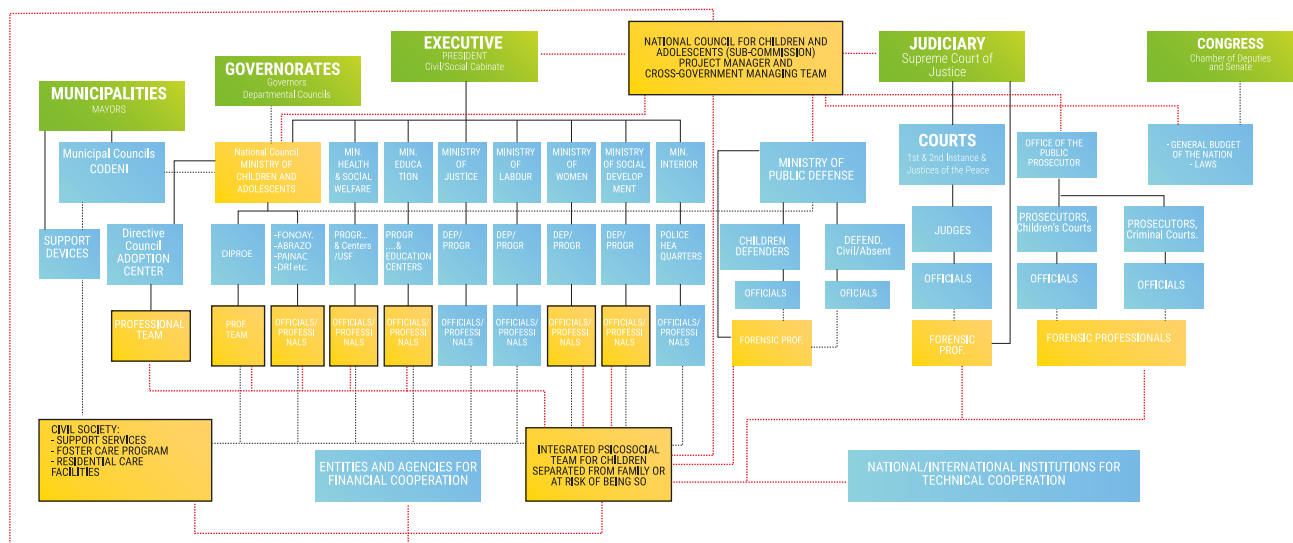 EXECUTIVE
PRESIDENT
Civil/Social Cabinate
NATIONAL COUNCIL FOR CHILDREN AND
ADOLESCENTS (SUB-COMMISSION)
PROJECT MANAGER AND
CROSS-GOVERNMENT MANAGING TEAM
JUDICIARY
Supreme Court of
Justice
CONGRESS
Chamber of Deputies
and Senate
GOVERNORATES
Governors
Departmental Councils
MUNICIPALITIES
MAYORS
Municipal Councils
CODENI
National Council
MINISTRY OF
CHILDREN AND
ADOLESCENTS
MIN.
HEALTH
& SOCIAL
WELFARE
MIN.
EDUCA
TION
MINISTRY
OF
JUSTICE
MINISTRY
OF
LABOUR
MINISTRY
OF
WOMEN
MINISTRY
OF SOCIAL
DEVELOP
MENT
MIN.
INTERIOR
MINISTRY OF
PUBLIC DEFENSE
COURTS
1st & 2nd Instance &
Justices of the Peace
OFFICE OF THE
PUBLIC
PROSECUTOR
- GENERAL BUDGET
OF THE NATION
- LAWS
SUPPORT
DEVICES
Directive
Council
ADOPTION
CENTER
DIPROE
-FONOAY.
-ABRAZO
-PAINAC
-DRI etc.
PROGR...
& Centers
/USF
PROGR
....&
EDUCATION
CENTERS
DEP/
PROGR
DEP/
PROGR
DEP/
PROGR
DEP/
PROGR
POLICE
HEA
QUARTERS
CHILDREN
DEFENDERS
DEFEND.
Civil/Absent
JUDGES
PROSECUTORS,
Children's Courts
PROSECUTORS,
Criminal Courts.
OFFICIALS
OFICIALS
OFFICIALS
OFFICIALS
OFFICIALS
PROFESSIONAL
TEAM
PROF.
TEAM
OFFICIALS/
PROFESSI
NALS
OFFICIALS/
PROFESSI
NALS
OFFICIALS/
PROFESSI
NALS
OFFICIALS/
PROFESSI
NALS
OFFICIALS/
PROFESSI
NALS
OFFICIALS/
PROFESSI
NALS
OFFICIALS/
PROFESSI
NALS
OFFICIALS/
PROFESSI
NALS
FORENSIC PROF.
FORENSIC
PROF.
FORENSIC PROFESSIONALS
CIVIL SOCIETY:
- SUPPORT SERVICES
- FOSTER CARE PROGRAM
- RESIDENTIAL CARE
FACILITIES
ENTITIES AND AGENCIES FOR
FINANCIAL COOPERATION
INTEGRATED PSICOSOCIAL
TEAM FOR CHILDREN
SEPARATED FROM FAMILY OR
AT RISK OF BEING SO
NATIONAL/INTERNATIONAL INSTITUTIONS FOR
TECHNICAL COOPERATION